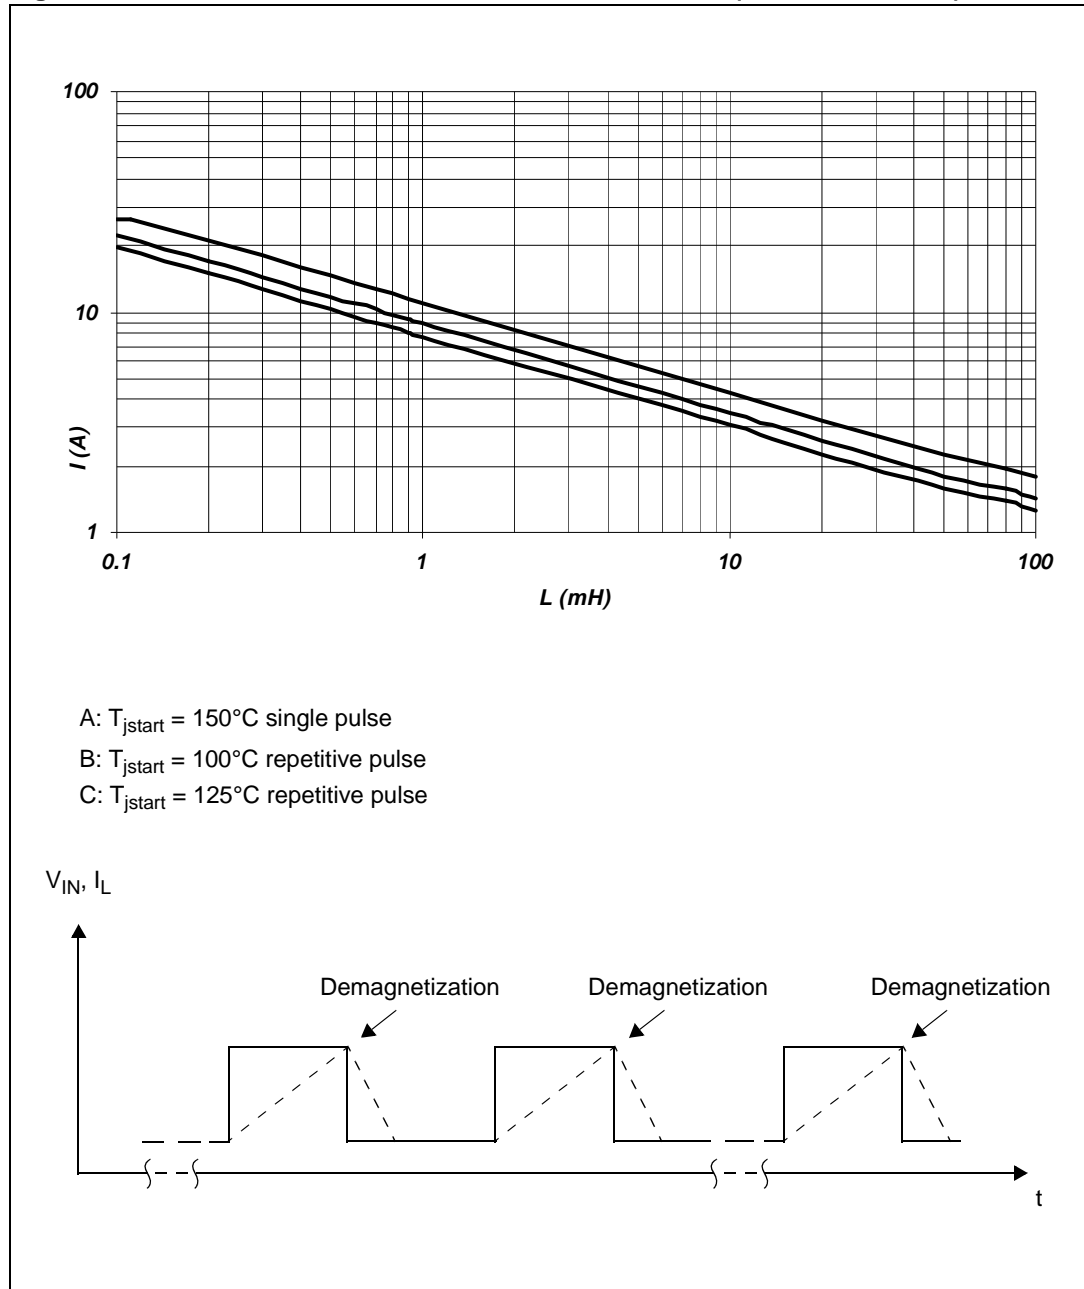 100
10
1
I (A)
0.1 1 10 100
L (mH)
A: Tjstart = 150°C single pulse
B: Tjstart = 100°C repetitive pulse
C: Tjstart = 125°C repetitive pulse
VIN, IL
Demagnetization Demagnetization Demagnetization
t